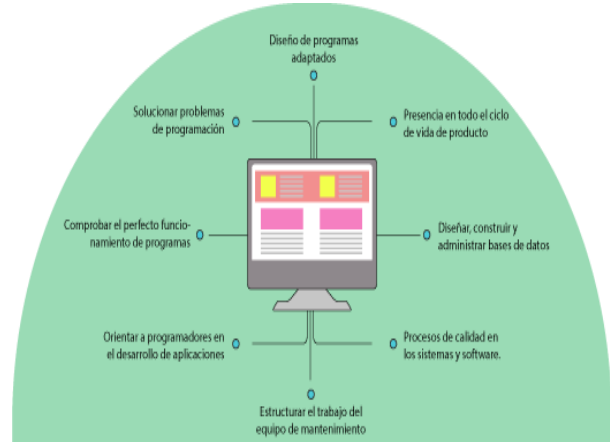 Diseño de programas
adaptados
Solucionar problemas
de programación
Presencia en todo el ciclo
de vida de producto
Comprobar el perfecto funcio-
namiento de programas
Diseñar, construir y
administrar bases de datos
Orientar a programadores en
el desarrollo de aplicaciones
Procesos de calidad en
los sistemas y software.
Estructurar el trabajo del
equipo de mantenimiento